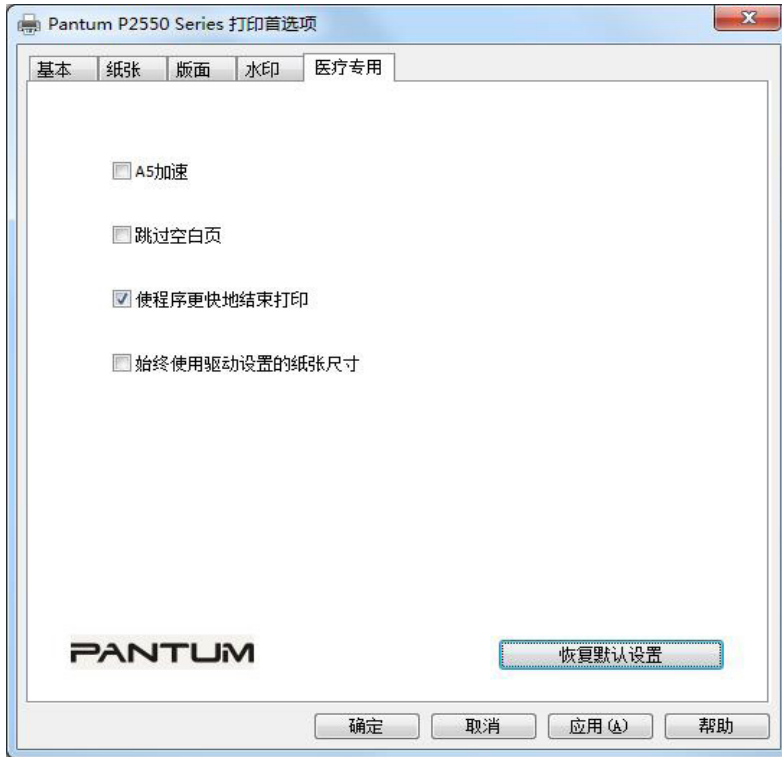 Pantum P2550 Series 打印首选项
基本 纸张 版面 水印 医疗专用
A5加速
跳过空白页
使程序更快地结束打印
始终使用驱动设置的纸张尺寸
PANTUM
恢复默认设置
确定 取消 应用(A) 帮助